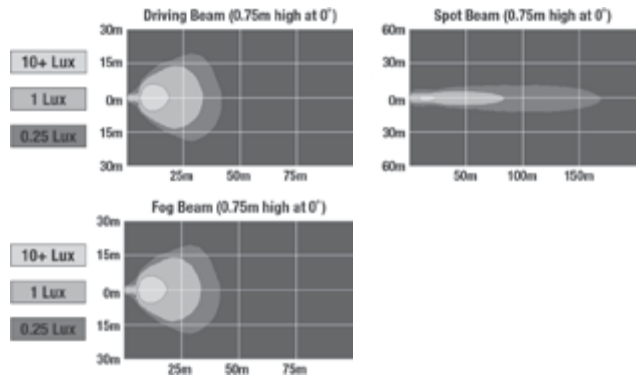 Driving Beam (0.75m high at 0°)
30m
15m
0m
15m
30m
25m 50m 75m
10+ Lux
1 Lux
0.25 Lux
Spot Beam (0.75m high at 0°)
60m
30m
0m
30m
60m
50m 100m 150m
Fog Beam (0.75m high at 0°)
30m
15m
0m
15m
30m
25m 50m 75m
10+ Lux
1 Lux
0.25 Lux